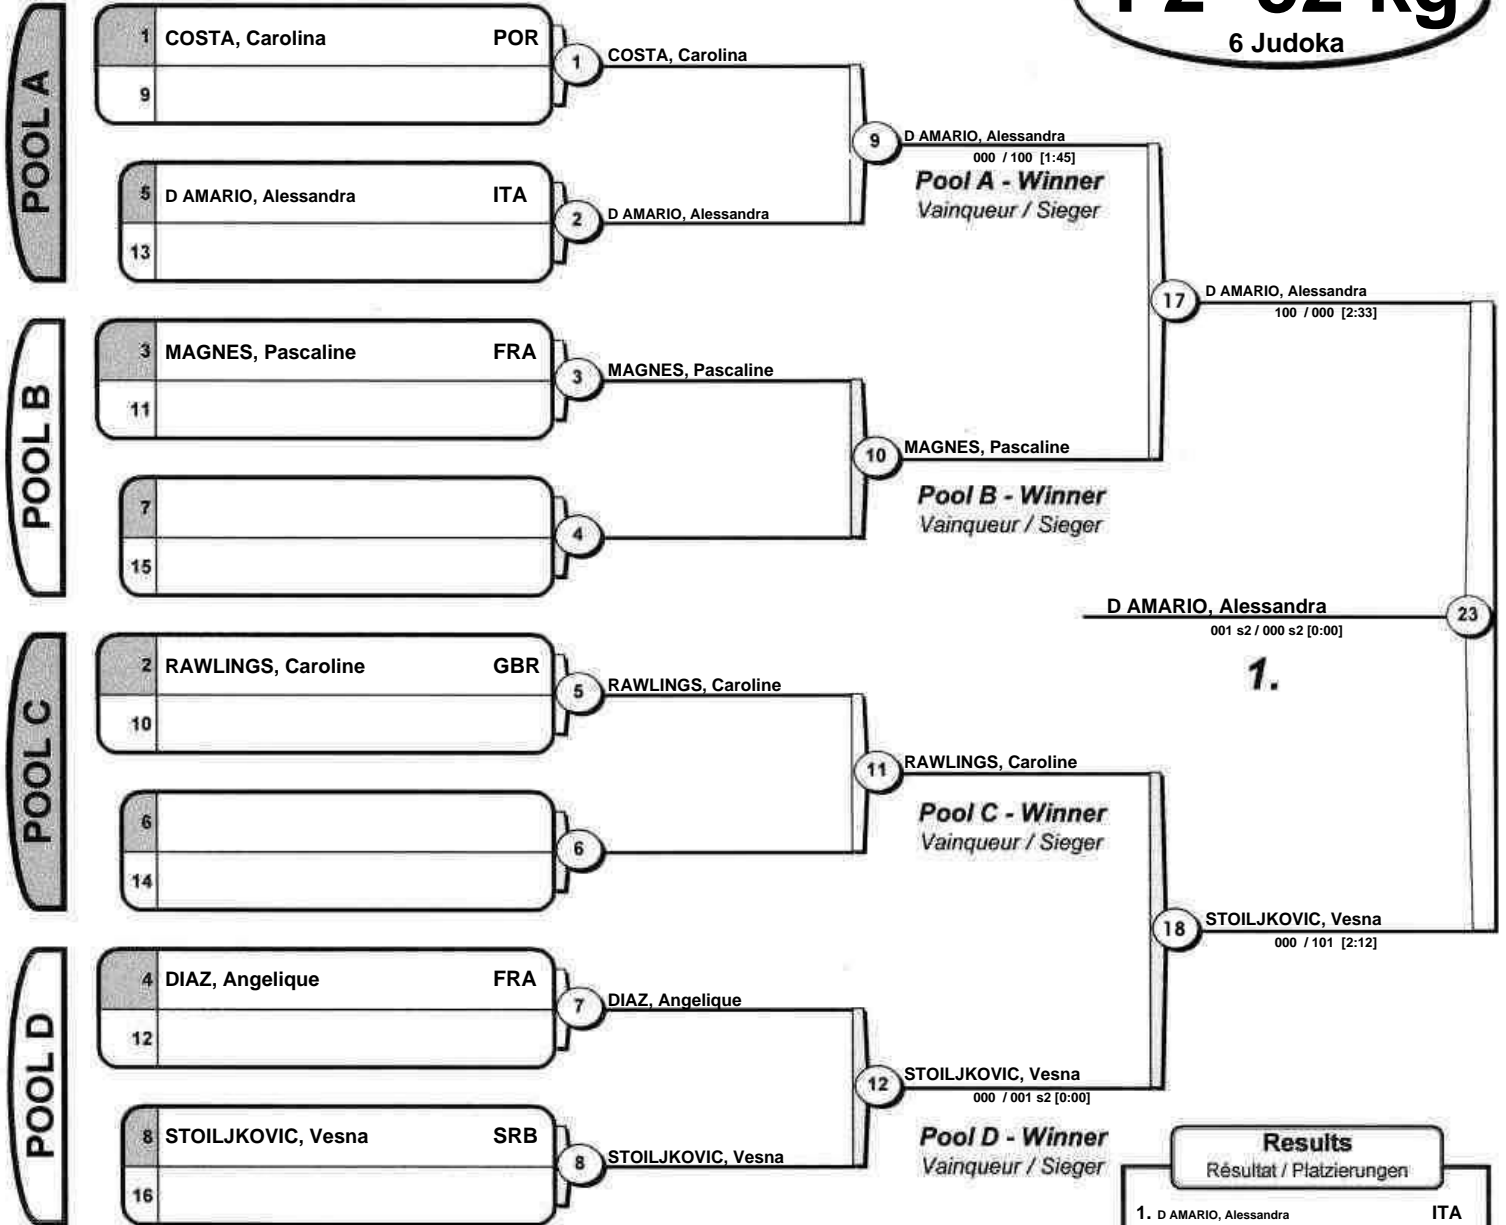 6 Judoka
POOL A
1 COSTA, Carolina POR
9
5 D AMARIO, Alessandra ITA
13
1 COSTA, Carolina
2 D AMARIO, Alessandra
9 D AMARIO, Alessandra
000 / 100 [1:45]
Pool A - Winner
Vainqueur / Sieger
POOL B
3 MAGNES, Pascaline FRA
11
7
15
3 MAGNES, Pascaline
4
10 MAGNES, Pascaline
Pool B - Winner
Vainqueur / Sieger
17 D AMARIO, Alessandra
100 / 000 [2:33]
D AMARIO, Alessandra 23
001 s2 / 000 s2 [0:00]
1.
POOL C
2 RAWLINGS, Caroline GBR
10
6
14
5 RAWLINGS, Caroline
6
11 RAWLINGS, Caroline
Pool C - Winner
Vainqueur / Sieger
POOL D
4 DIAZ, Angelique FRA
12
8 STOILJKOVIC, Vesna SRB
16
7 DIAZ, Angelique
8 STOILJKOVIC, Vesna
12 STOILJKOVIC, Vesna
000 / 001 s2 [0:00]
Pool D - Winner
Vainqueur / Sieger
18 STOILJKOVIC, Vesna
000 / 101 [2:12]
Results
Résultat / Platzierungen
1. D AMARIO, Alessandra ITA